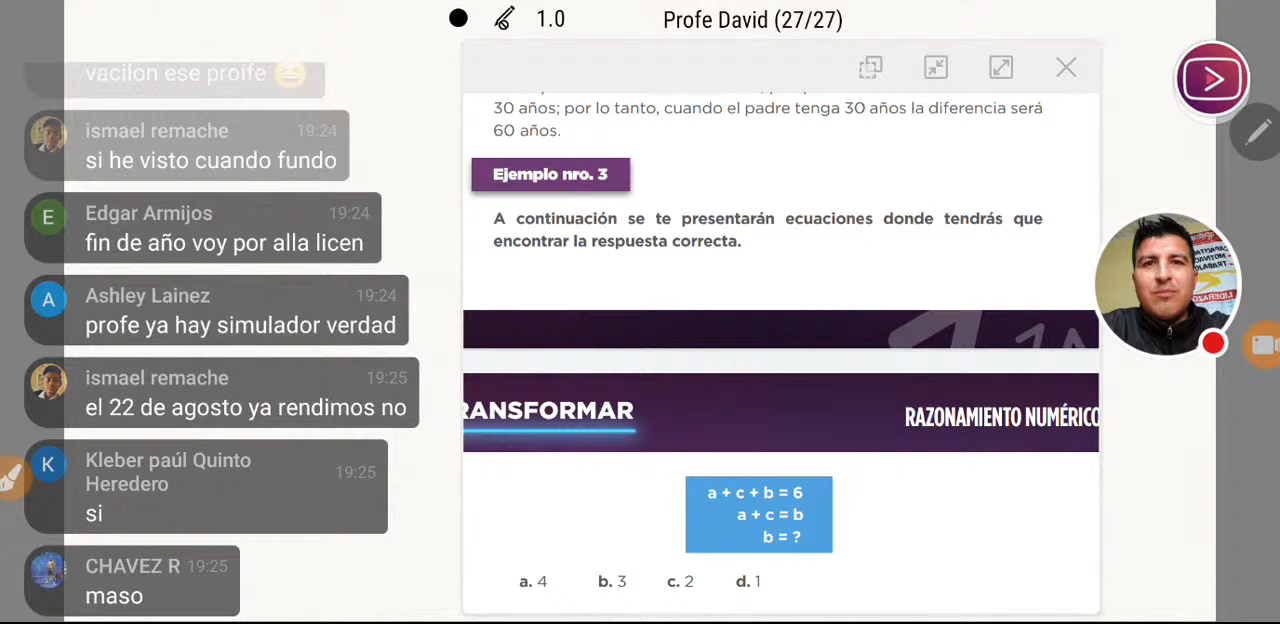 1.0
Profe David (27/27)
vacilon ese proife 😆
ismael remache 19:24
si he visto cuando fundo
Edgar Armijos 19:24
E
fin de año voy por alla licen
Ashley Lainez 19:24
A
profe ya hay simulador verdad
ismael remache 19:25
el 22 de agosto ya rendimos no
Kleber paúl Quinto
Heredero
K
19:25
si
CHAVEZ R 19:25
maso
30 años; por lo tanto, cuando el padre tenga 30 años la diferencia será
60 años.
Ejemplo nro. 3
A continuación se te presentarán ecuaciones donde tendrás que
encontrar la respuesta correcta.
RANSFORMAR
RAZONAMIENTO NUMÉRICO
a + c + b = 6
a + c = b
b = ?
a. 4 b. 3 c. 2 d. 1